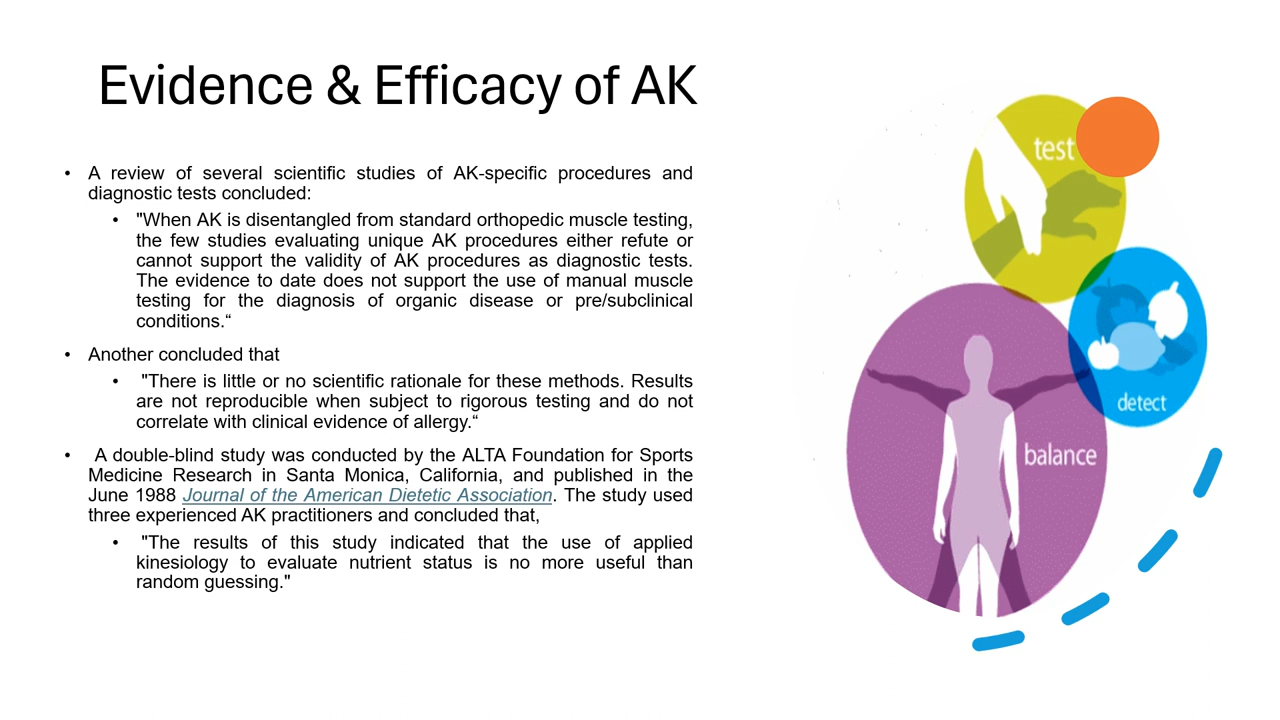 Evidence & Efficacy of AK
• A review of several scientific studies of AK-specific procedures and
diagnostic tests concluded:
• "When AK is disentangled from standard orthopedic muscle testing,
the few studies evaluating unique AK procedures either refute or
cannot support the validity of AK procedures as diagnostic tests.
The evidence to date does not support the use of manual muscle
testing for the diagnosis of organic disease or pre/subclinical
conditions.“
• Another concluded that
• "There is little or no scientific rationale for these methods. Results
are not reproducible when subject to rigorous testing and do not
correlate with clinical evidence of allergy.“
• A double-blind study was conducted by the ALTA Foundation for Sports
Medicine Research in Santa Monica, California, and published in the
June 1988 Journal of the American Dietetic Association. The study used
three experienced AK practitioners and concluded that,
• "The results of this study indicated that the use of applied
kinesiology to evaluate nutrient status is no more useful than
random guessing."
test
detect
balance